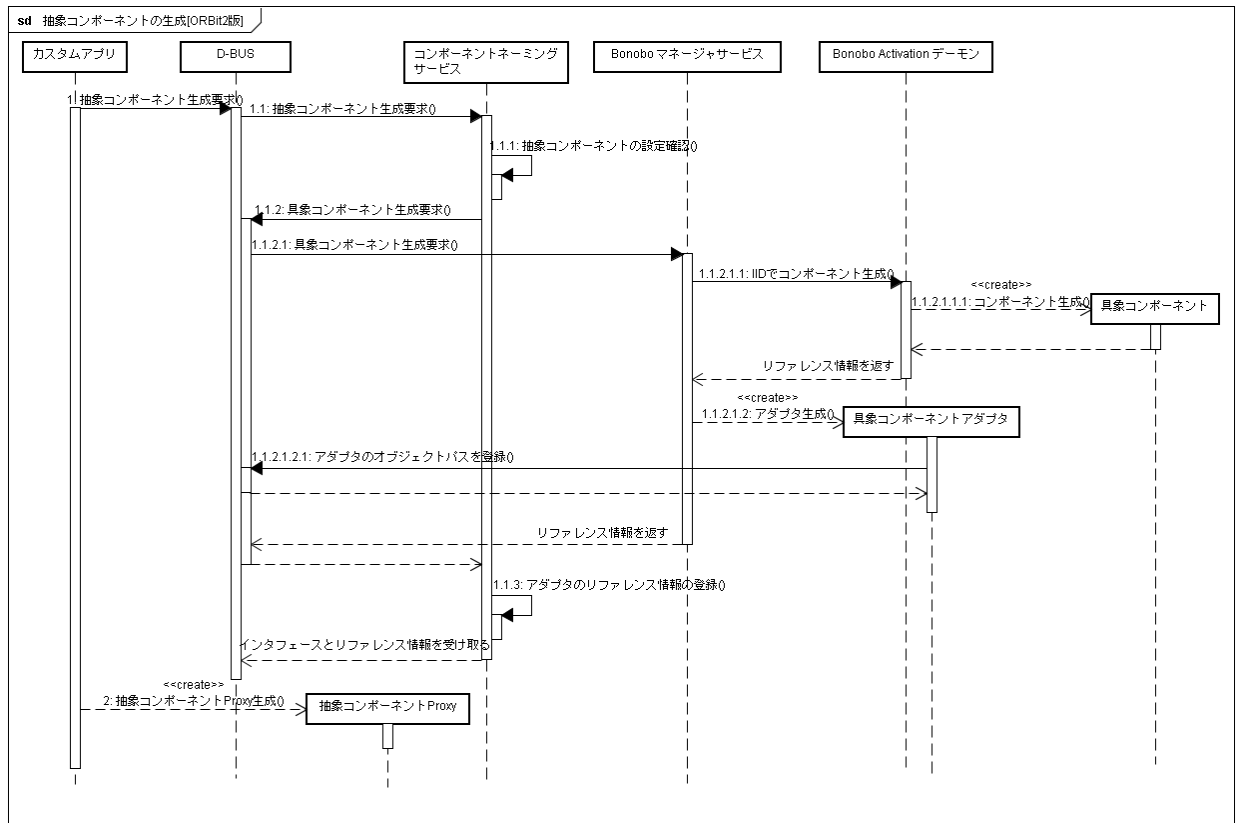 sd 抽象コンポーネントの生成[ORBit2版]
カスタムアプリ
D-BUS
コンポーネントネーミング
サービス
Bonobo マネージャサービス
Bonobo Activation デーモン
1: 抽象コンポーネント生成要求()
1.1: 抽象コンポーネント生成要求()
1.1.1: 抽象コンポーネントの設定確認()
1.1.2: 具象コンポーネント生成要求()
1.1.2.1: 具象コンポーネント生成要求()
1.1.2.1.1: IIDでコンポーネント生成()
<<create>>
1.1.2.1.1.1: コンポーネント生成()
具象コンポーネント
リファレンス情報を返す
<<create>>
1.1.2.1.2: アダプタ生成()
具象コンポーネントアダプタ
1.1.2.1.2.1: アダプタのオブジェクトパスを登録()
リファレンス情報を返す
1.1.3: アダプタのリファレンス情報の登録()
インタフェースとリファレンス情報を受け取る
<<create>>
2: 抽象コンポーネントProxy生成()
抽象コンポーネントProxy